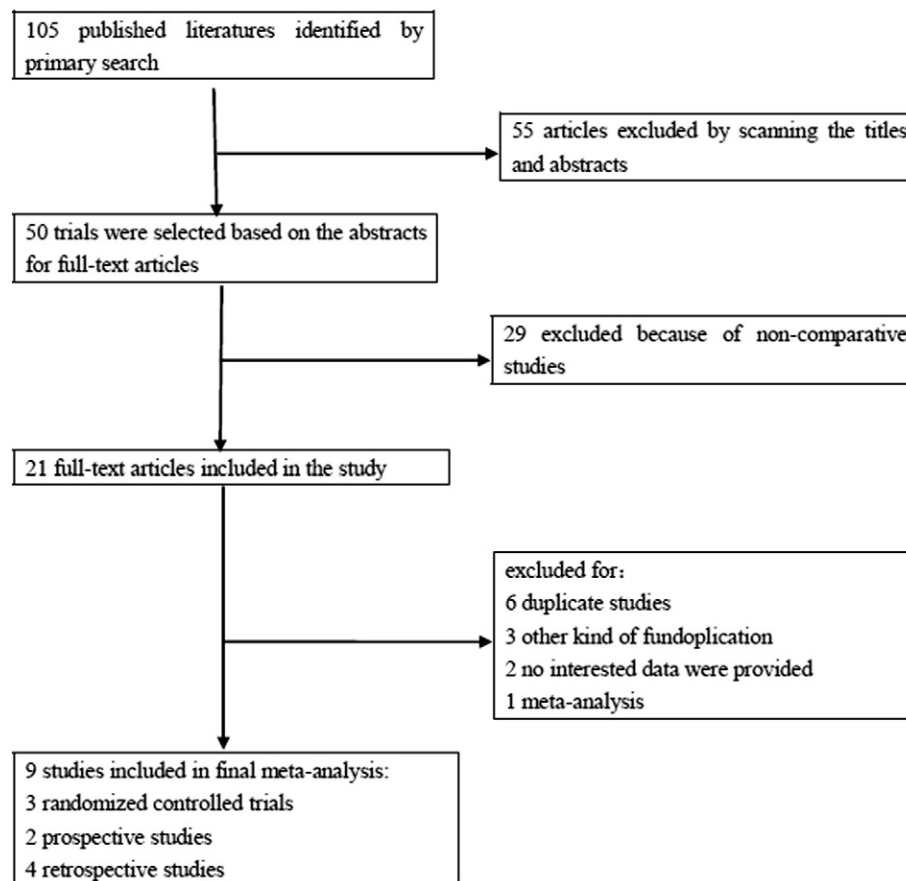 105 published literatures identified by
primary search
55 articles excluded by scanning the titles
and abstracts
50 trials were selected based on the abstracts
for full-text articles
29 excluded because of non-comparative
studies
21 full-text articles included in the study
excluded for:
6 duplicate studies
3 other kind of fundoplication
2 no interested data were provided
1 meta-analysis
9 studies included in final meta-analysis:
3 randomized controlled trials
2 prospective studies
4 retrospective studies